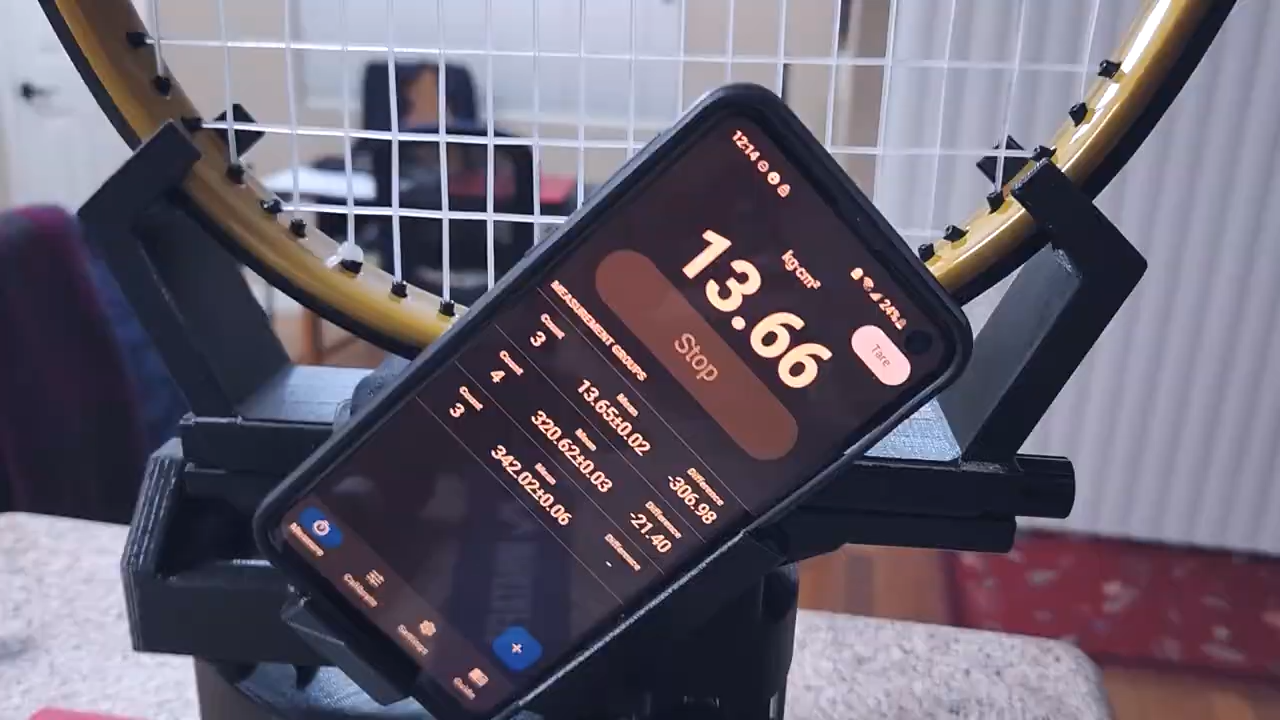 12:14
24%
kg·cm²
13.66
Tare
Stop
MEASUREMENT GROUPS
Count Mean Difference
3 13.65±0.02 -306.98
Count Mean Difference
4 320.62±0.03 -21.40
Count Mean Difference
3 342.02±0.06 -
Measure
Calibrate
Settings
Guide
+